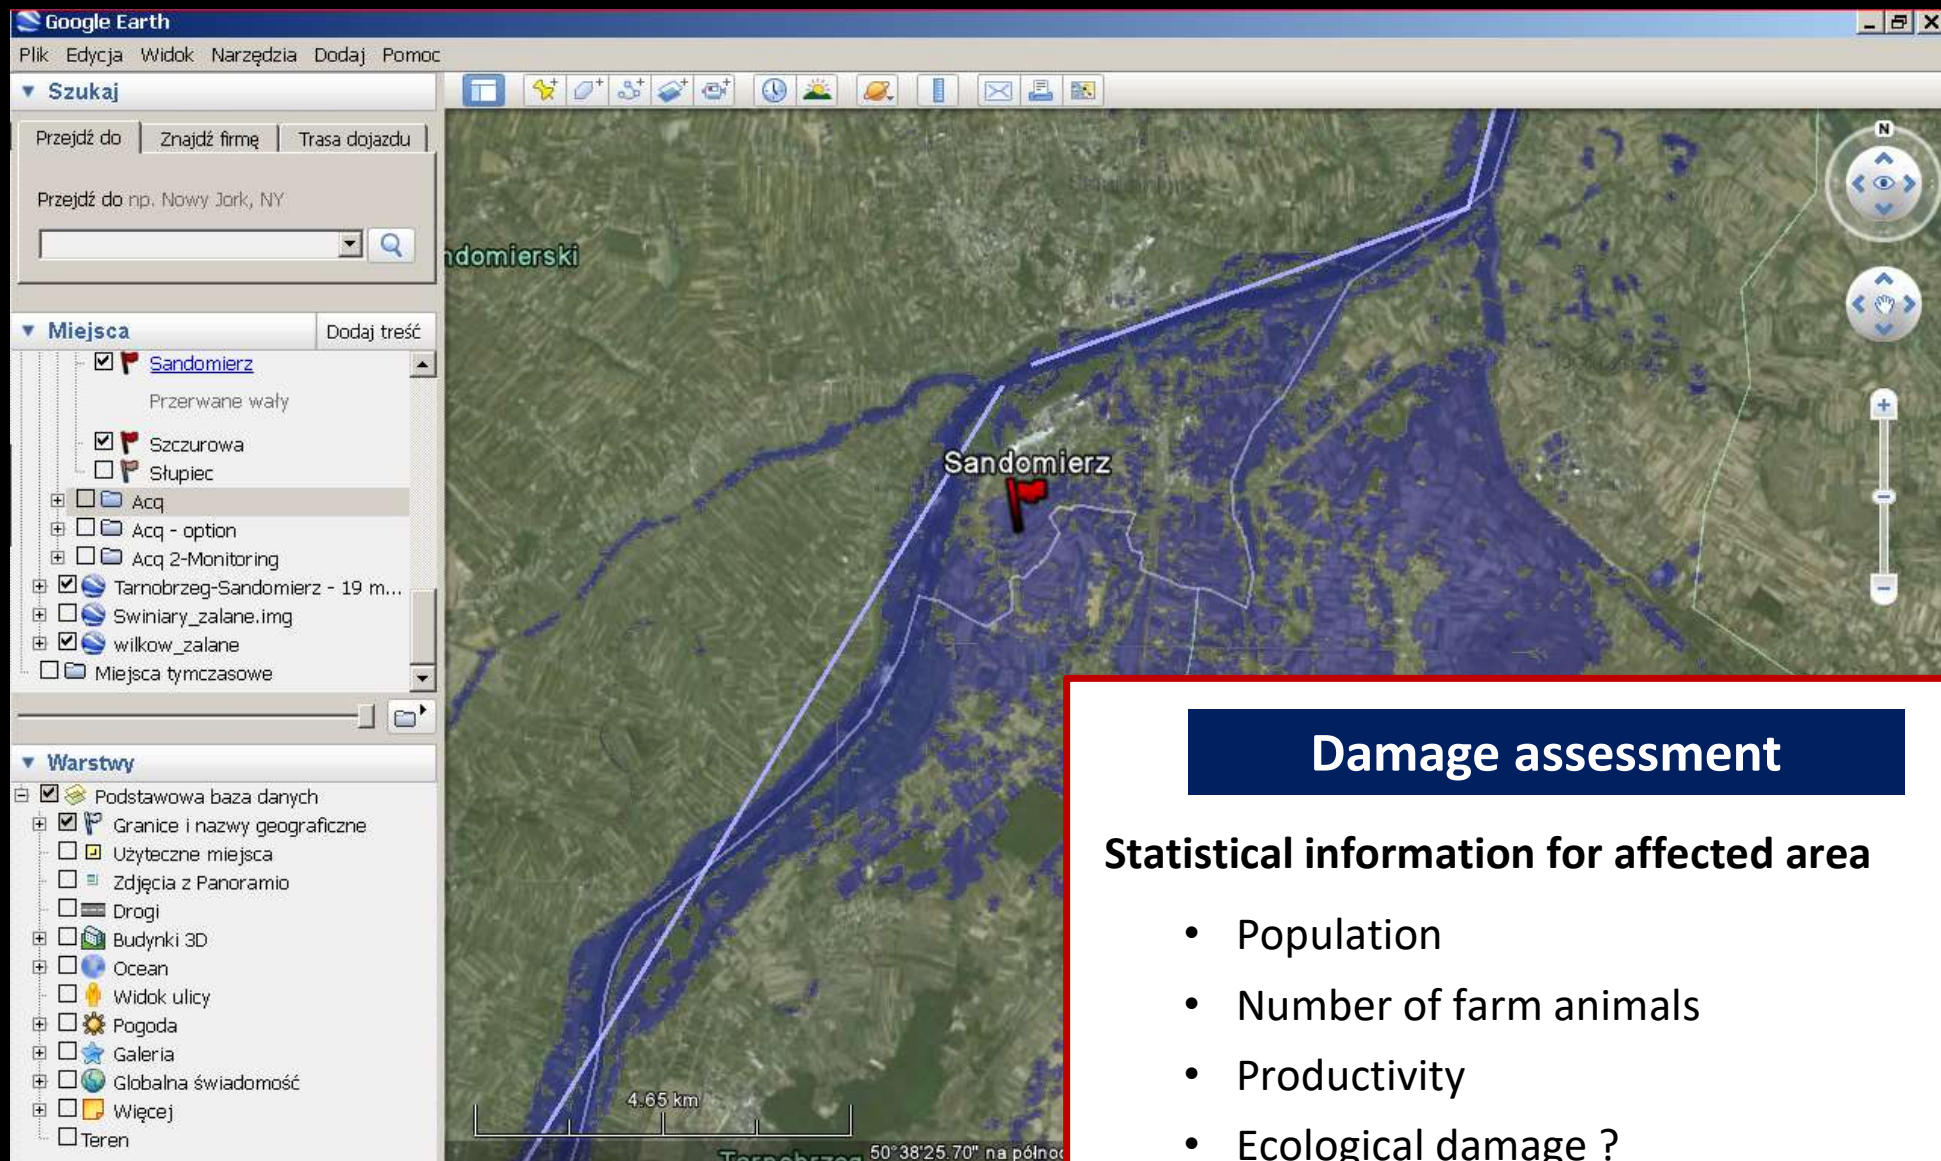 Google Earth
Plik Edycja Widok Narzędzia Dodaj Pomoc
Szukaj
Przejdź do Znajdź firmę Trasa dojazdu
Przejdź do np. Nowy Jork, NY
Miejsca Dodaj treść
Sandomierz
Przerwane wały
Szczurowa
Słupiec
Acq
Acq - option
Acq 2-Monitoring
Tarnobrzeg-Sandomierz - 19 m...
Swiniary_zalane.img
wilkow_zalane
Miejsca tymczasowe
Warstwy
Podstawowa baza danych
Granice i nazwy geograficzne
Użyteczne miejsca
Zdjęcia z Panoramio
Drogi
Budynki 3D
Ocean
Widok ulicy
Pogoda
Galeria
Globalna świadomość
Więcej
Teren
N
ndomierski
Sandomierz
4.65 km
Tarnobrzeg
50°38'25.70" na północ
Damage assessment
Statistical information for affected area
• Population
• Number of farm animals
• Productivity
• Ecological damage ?